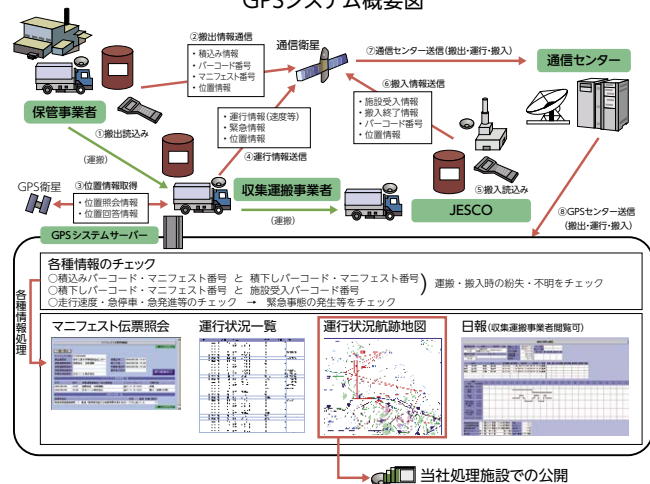 GPSシステム概要図
②搬出情報通信
・積込み情報
・バーコード番号
・マニフェスト番号
・位置情報
通信衛星
⑦通信センター送信(搬出・運行・搬入)
通信センター
保管事業者
①搬出読込み
(運搬)
・運行情報(速度等)
・緊急情報
・位置情報
④運行情報送信
⑥搬入情報送信
・施設受入情報
・搬入終了情報
・バーコード番号
・位置情報
GPS衛星
③位置情報取得
・位置照会情報
・位置回答情報
収集運搬事業者
(運搬)
⑤搬入読込み
JESCO
⑧GPSセンター送信
(搬出・運行・搬入)
GPSシステムサーバー
各種情報処理
各種情報のチェック
○積込みバーコード・マニフェスト番号 と 積下しバーコード・マニフェスト番号
○積下しバーコード・マニフェスト番号 と 施設受入バーコード番号
) 運搬・搬入時の紛失・不明をチェック
○走行速度・急停車・急発進等のチェック → 緊急事態の発生等をチェック
マニフェスト伝票照会
運行状況一覧
運行状況航跡地図
日報(収集運搬事業者閲覧可)
当社処理施設での公開